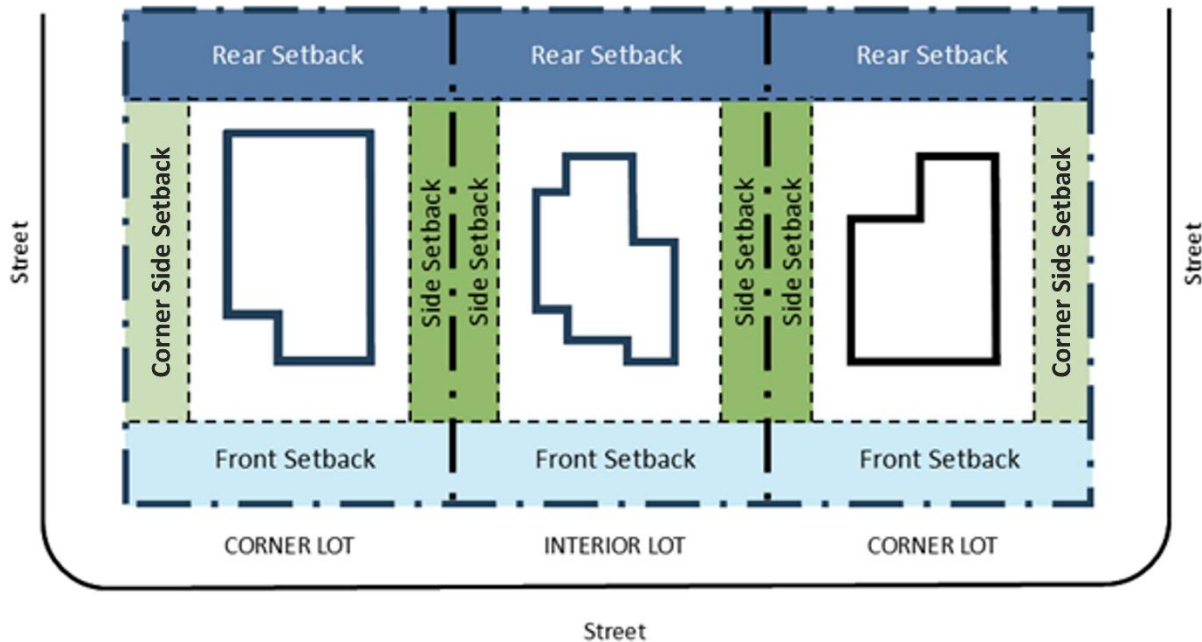 Rear Setback
Rear Setback
Rear Setback
Street
Corner Side Setback
Side Setback
Side Setback
Side Setback
Side Setback
Corner Side Setback
Street
Front Setback
Front Setback
Front Setback
CORNER LOT
INTERIOR LOT
CORNER LOT
Street